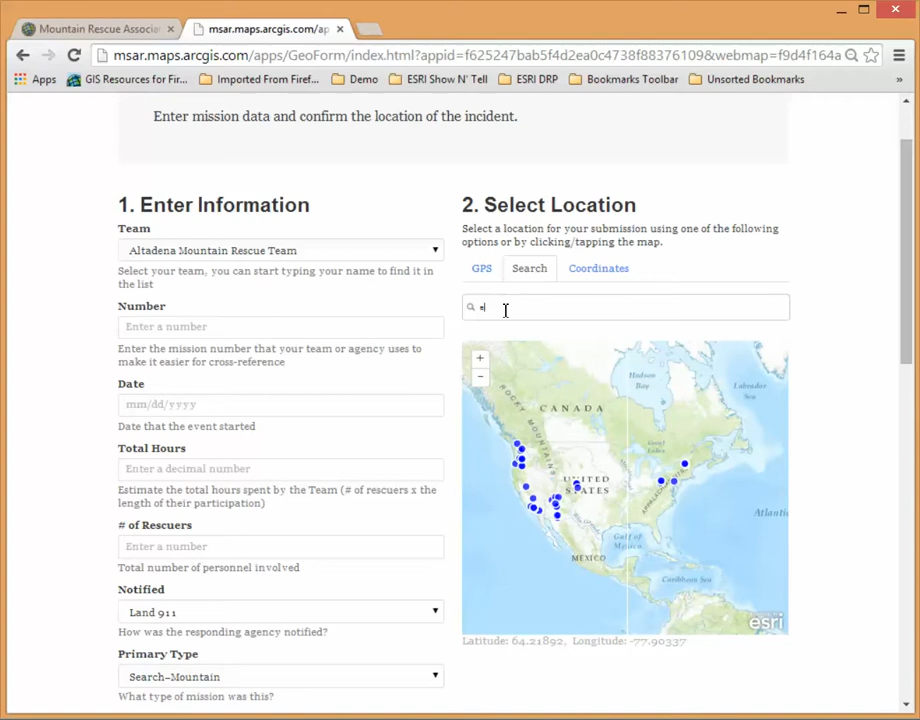 Mountain Rescue Associa
msar.maps.arcgis.com/ap
msar.maps.arcgis.com/apps/GeoForm/index.html?appid=f625247bab5f4d2ea0c4738f88376109&webmap=f9d4f164a
Apps
GIS Resources for Fir...
Imported From Firef...
Demo
ESRI Show N' Tell
ESRI DRP
Bookmarks Toolbar
Unsorted Bookmarks
»
Enter mission data and confirm the location of the incident.
1. Enter Information
Team
Altadena Mountain Rescue Team
Select your team, you can start typing your name to find it in
the list
Number
Enter a number
Enter the mission number that your team or agency uses to
make it easier for cross-reference
Date
mm/dd/yyyy
Date that the event started
Total Hours
Enter a decimal number
Estimate the total hours spent by the Team (# of rescuers x the
length of their participation)
# of Rescuers
Enter a number
Total number of personnel involved
Notified
Land 911
How was the responding agency notified?
Primary Type
Search-Mountain
What type of mission was this?
2. Select Location
Select a location for your submission using one of the following
options or by clicking/tapping the map.
GPS
Search
Coordinates
s
+
−
Hudson
Bay
Labrador
Sea
CANADA
ROCKY MOUNTAINS
Great
Lakes
UNITED
STATES
APPALACHIAN
Atlantic
Gulf of
Mexico
MEXICO
Caribbean Sea
esri
Latitude: 64.21892, Longitude: -77.90337